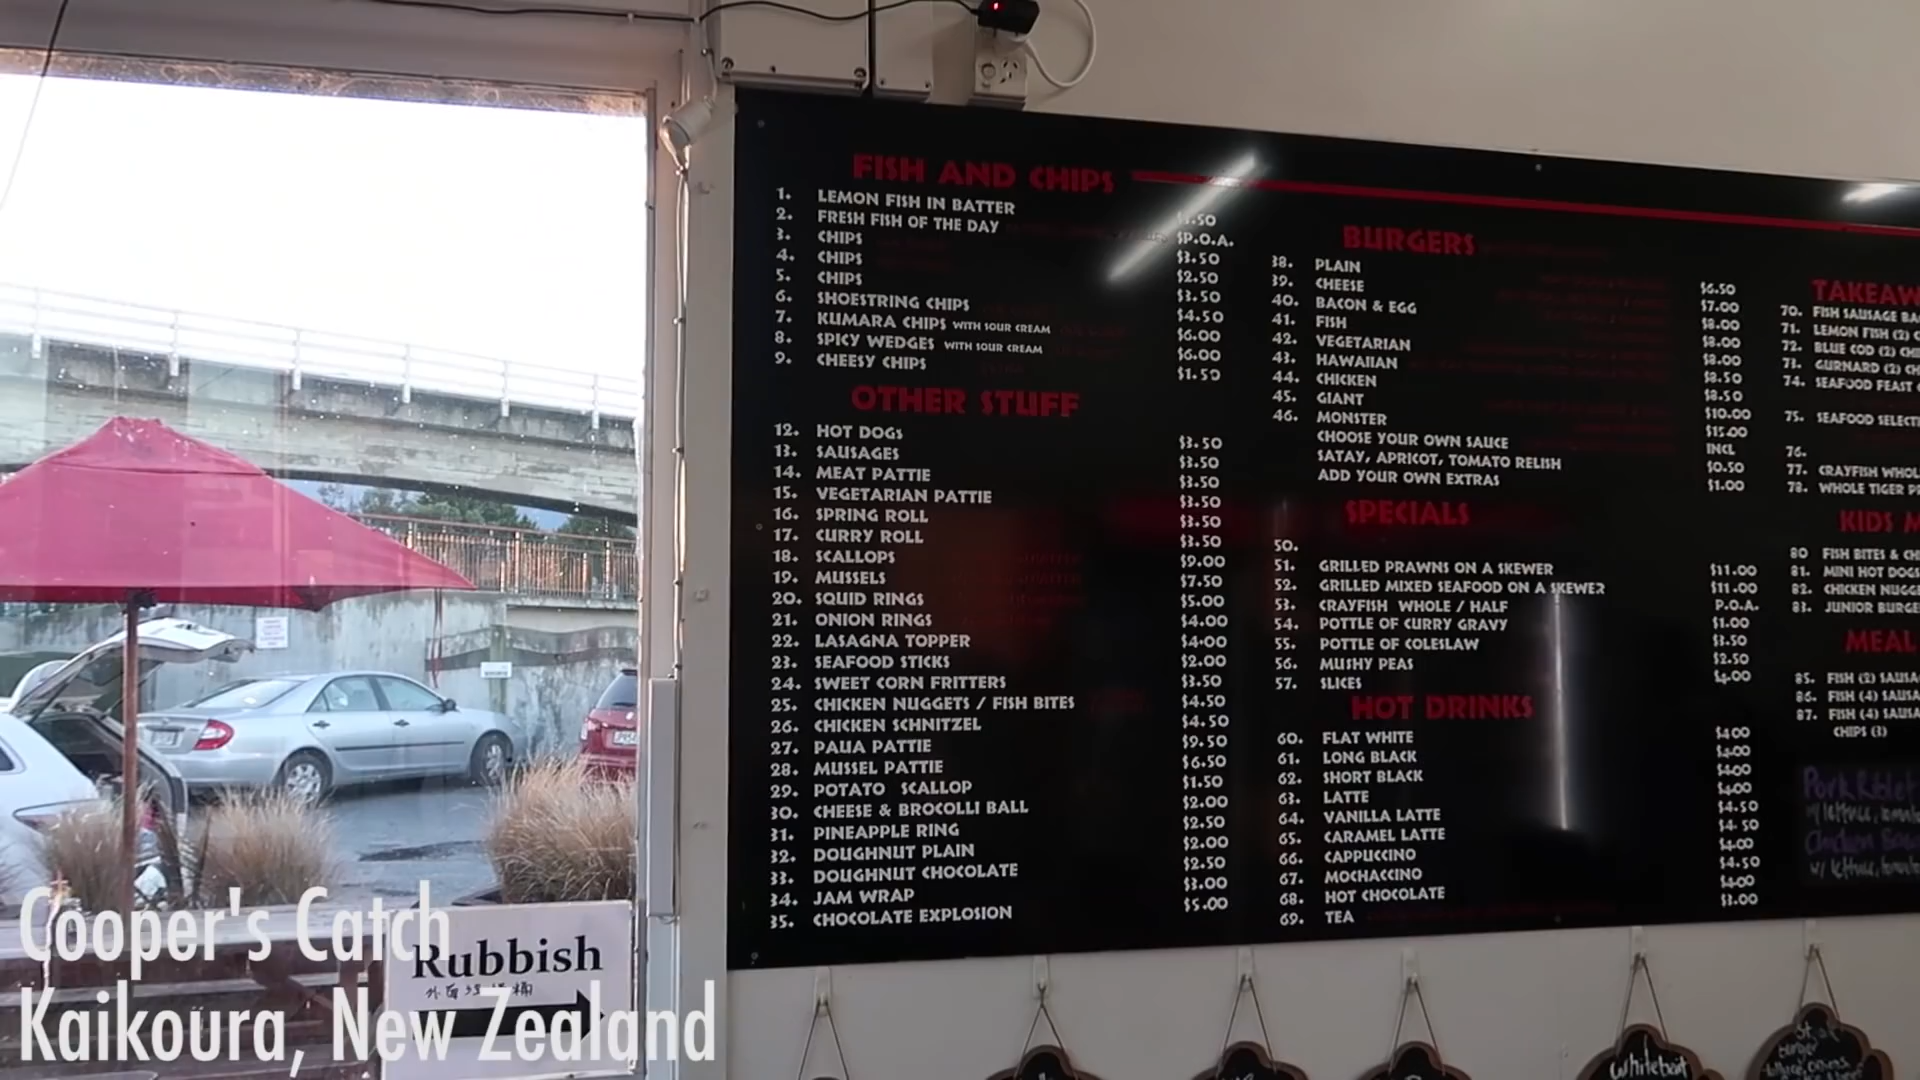 FISH AND CHIPS
1. LEMON FISH IN BATTER .50
2. FRESH FISH OF THE DAY $P.O.A.
3. CHIPS $3.50
4. CHIPS $2.50
5. CHIPS $3.50
6. SHOESTRING CHIPS $4.50
7. KUMARA CHIPS WITH SOUR CREAM $6.00
8. SPICY WEDGES WITH SOUR CREAM $6.00
9. CHEESY CHIPS $1.50
OTHER STUFF
12. HOT DOGS $3.50
13. SAUSAGES $3.50
14. MEAT PATTIE $3.50
15. VEGETARIAN PATTIE $3.50
16. SPRING ROLL $3.50
17. CURRY ROLL $3.50
18. SCALLOPS $9.00
19. MUSSELS $7.50
20. SQUID RINGS $5.00
21. ONION RINGS $4.00
22. LASAGNA TOPPER $4.00
23. SEAFOOD STICKS $2.00
24. SWEET CORN FRITTERS $3.50
25. CHICKEN NUGGETS / FISH BITES $4.50
26. CHICKEN SCHNITZEL $4.50
27. PAUA PATTIE $9.50
28. MUSSEL PATTIE $6.50
29. POTATO SCALLOP $1.50
30. CHEESE & BROCOLLI BALL $2.00
31. PINEAPPLE RING $2.50
32. DOUGHNUT PLAIN $2.00
33. DOUGHNUT CHOCOLATE $2.50
34. JAM WRAP $3.00
35. CHOCOLATE EXPLOSION $5.00
BURGERS
38. PLAIN $6.50
39. CHEESE $7.00
40. BACON & EGG $8.00
41. FISH $8.00
42. VEGETARIAN $8.00
43. HAWAIIAN $8.50
44. CHICKEN $8.50
45. GIANT $10.00
46. MONSTER $15.00
CHOOSE YOUR OWN SAUCE INCL
SATAY, APRICOT, TOMATO RELISH $0.50
ADD YOUR OWN EXTRAS $1.00
SPECIALS
50.
51. GRILLED PRAWNS ON A SKEWER $11.00
52. GRILLED MIXED SEAFOOD ON A SKEWER $11.00
53. CRAYFISH WHOLE / HALF P.O.A.
54. POTTLE OF CURRY GRAVY $1.00
55. POTTLE OF COLESLAW $3.50
56. MUSHY PEAS $2.50
57. SLICES $4.00
HOT DRINKS
60. FLAT WHITE $4.00
61. LONG BLACK $4.00
62. SHORT BLACK $4.00
63. LATTE $4.00
64. VANILLA LATTE $4.50
65. CARAMEL LATTE $4.50
66. CAPPUCCINO $4.00
67. MOCHACCINO $4.50
68. HOT CHOCOLATE $4.00
69. TEA $3.00
TAKEAW
70. FISH SAUSAGE BA
71. LEMON FISH (2) C
72. BLUE COD (2) CHI
73. GURNARD (2) CH
74. SEAFOOD FEAST
75. SEAFOOD SELECTI
76.
77. CRAYFISH WHOL
78. WHOLE TIGER P
KIDS M
80 FISH BITES & CH
81. MINI HOT DOGS
82. CHICKEN NUGGE
83. JUNIOR BURGE
MEAL
85. FISH (2) SAUSA
86. FISH (4) SAUSA
87. FISH (4) SAUSA
CHIPS (3)
Whitebait
burger
Rubbish
Cooper's Catch
Kaikoura, New Zealand